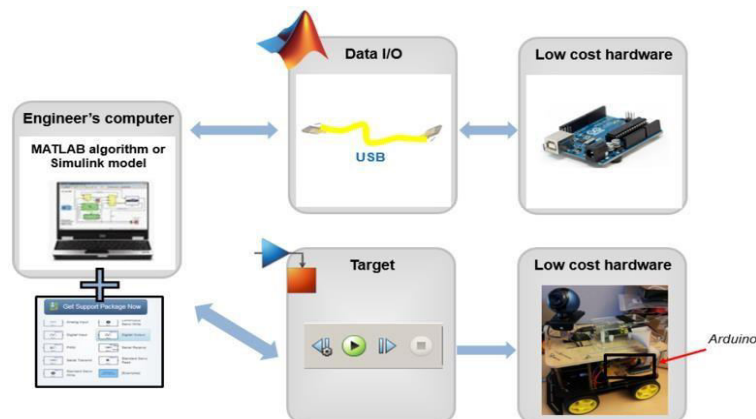 Data I/O
Low cost hardware
Engineer's computer
MATLAB algorithm or
Simulink model
USB
Get Support Package Now
Target
Low cost hardware
Arduino